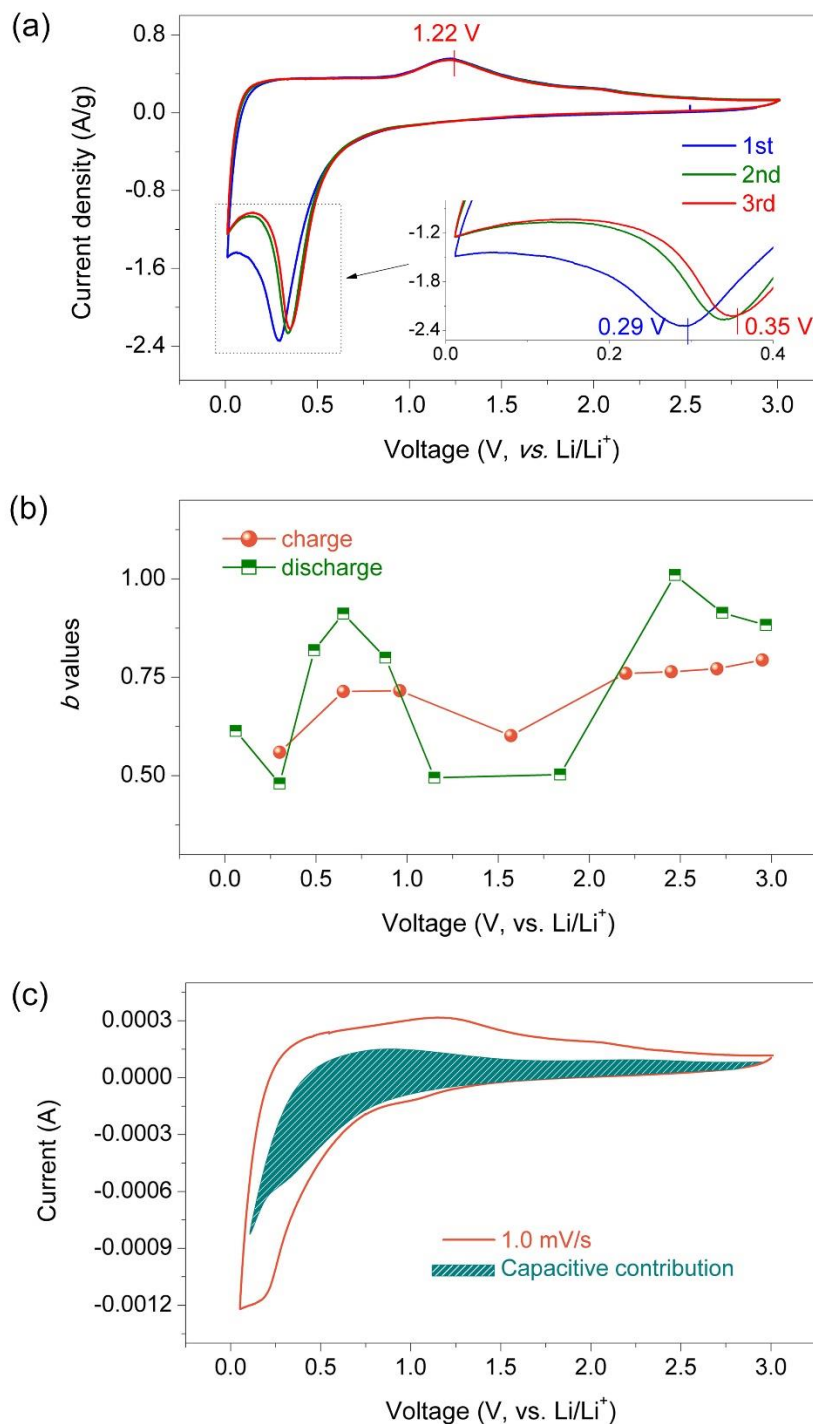 (a)
0.8
0.0
-0.8
-1.6
-2.4
Current density (A/g)
1.22 V
1st
2nd
3rd
-1.2
-1.8
-2.4
0.29 V
0.35 V
0.0
0.2
0.4
0.0
0.5
1.0
1.5
2.0
2.5
3.0
Voltage (V, vs. Li/Li⁺)
(b)
charge
discharge
1.00
0.75
0.50
b values
0.0
0.5
1.0
1.5
2.0
2.5
3.0
Voltage (V, vs. Li/Li⁺)
(c)
0.0003
0.0000
-0.0003
-0.0006
-0.0009
-0.0012
Current (A)
1.0 mV/s
Capacitive contribution
0.0
0.5
1.0
1.5
2.0
2.5
3.0
Voltage (V, vs. Li/Li⁺)